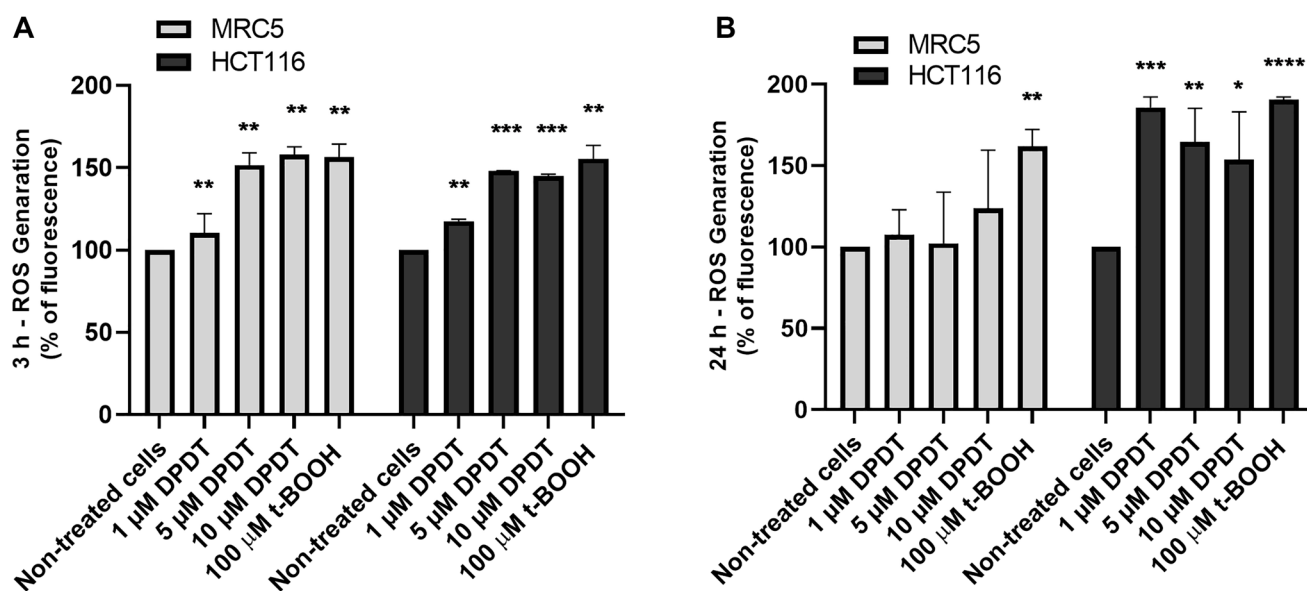 A
MRC5
HCT116
3 h - ROS Genaration
(% of fluorescence)
200
150
100
50
0
**
**
**
**
**
***
***
**
Non-treated cells
1 µM DPDT
5 µM DPDT
10 µM DPDT
100 µM t-BOOH
Non-treated cells
1 µM DPDT
5 µM DPDT
10 µM DPDT
100 µM t-BOOH
B
MRC5
HCT116
24 h - ROS Genaration
(% of fluorescence)
200
150
100
50
0
**
***
**
*
****
Non-treated cells
1 µM DPDT
5 µM DPDT
10 µM DPDT
100 µM t-BOOH
Non-treated cells
1 µM DPDT
5 µM DPDT
10 µM DPDT
100 µM t-BOOH